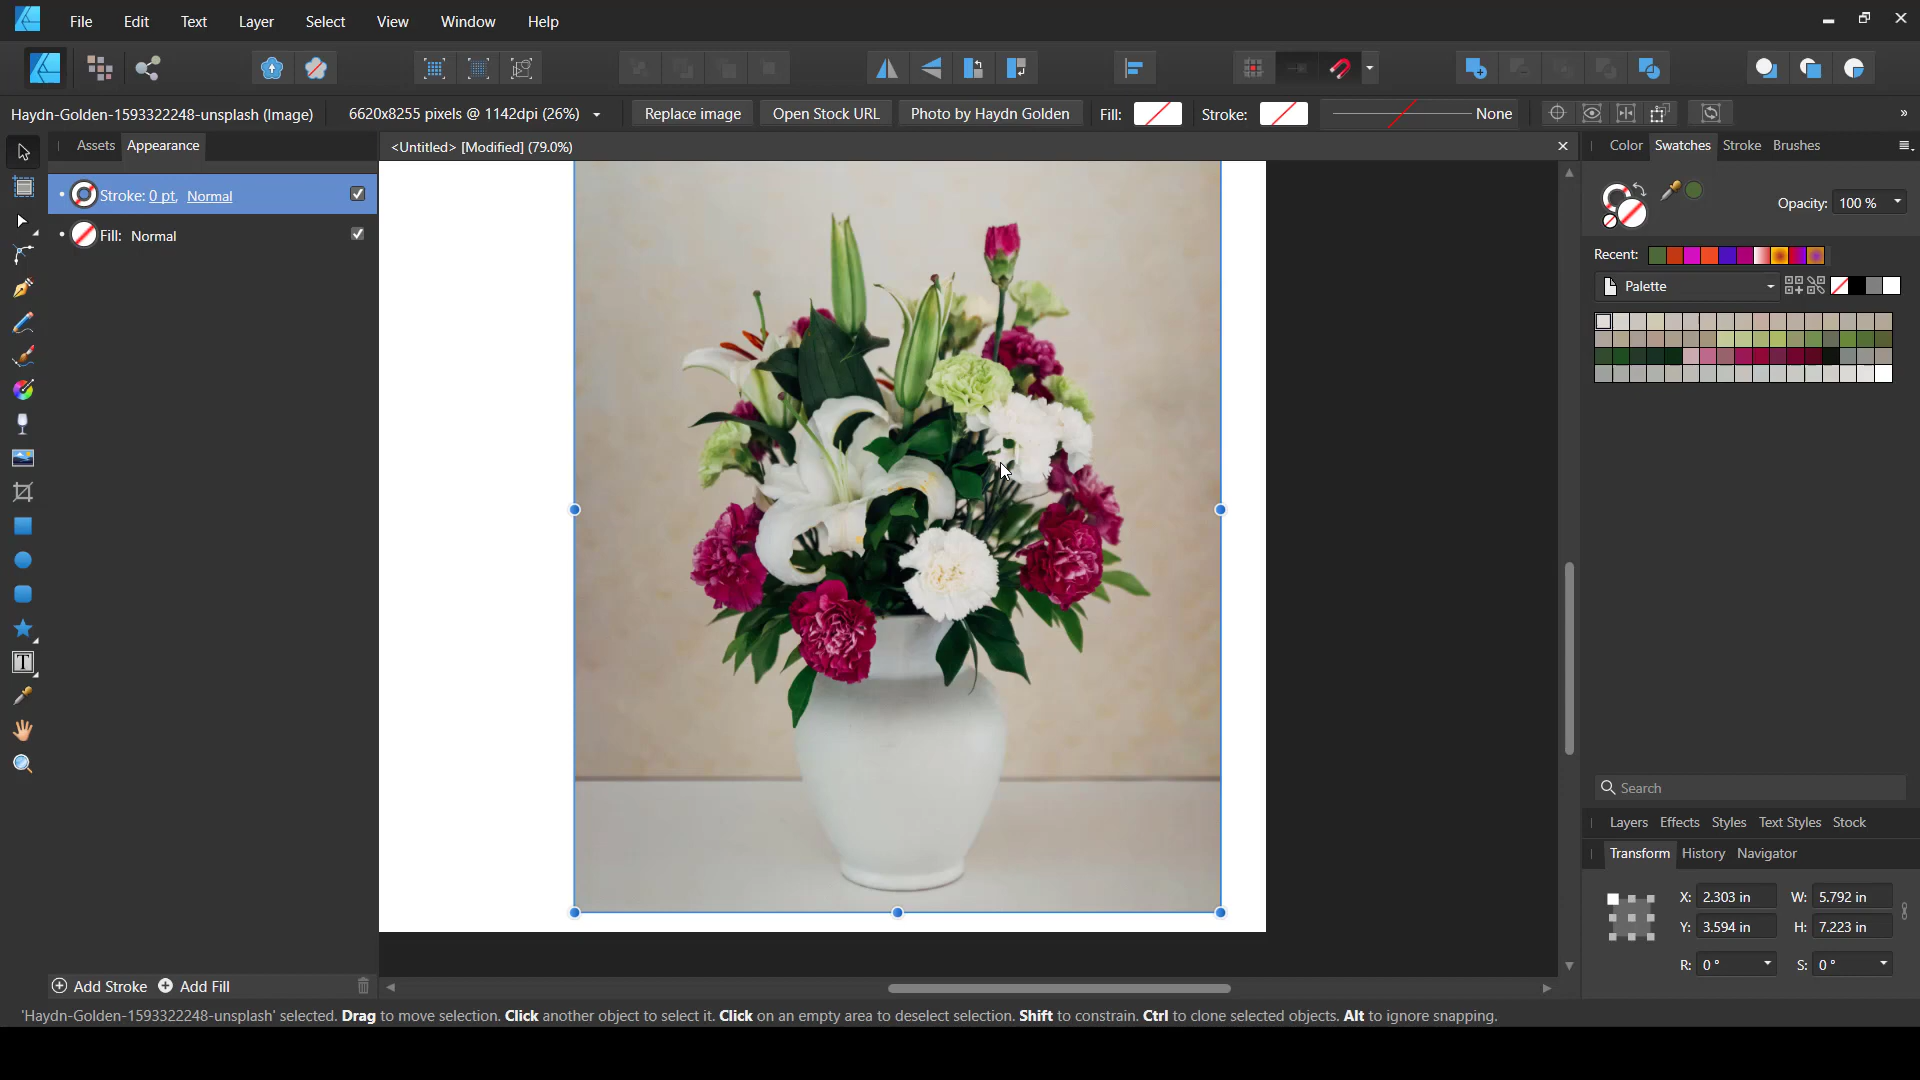 File Edit Text Layer Select View Window Help
Haydn-Golden-1593322248-unsplash (Image) 6620x8255 pixels @ 1142dpi (26%) Replace image Open Stock URL Photo by Haydn Golden Fill: Stroke: None »
Assets Appearance <Untitled> [Modified] (79.0%) Color Swatches Stroke Brushes
Stroke: 0 pt, Normal
Fill: Normal
Opacity: 100 %
Recent:
Palette
Search
Layers Effects Styles Text Styles Stock
Transform History Navigator
X: 2.303 in W: 5.792 in
Y: 3.594 in H: 7.223 in
R: 0 ° S: 0 °
Add Stroke Add Fill
'Haydn-Golden-1593322248-unsplash' selected. Drag to move selection. Click another object to select it. Click on an empty area to deselect selection. Shift to constrain. Ctrl to clone selected objects. Alt to ignore snapping.